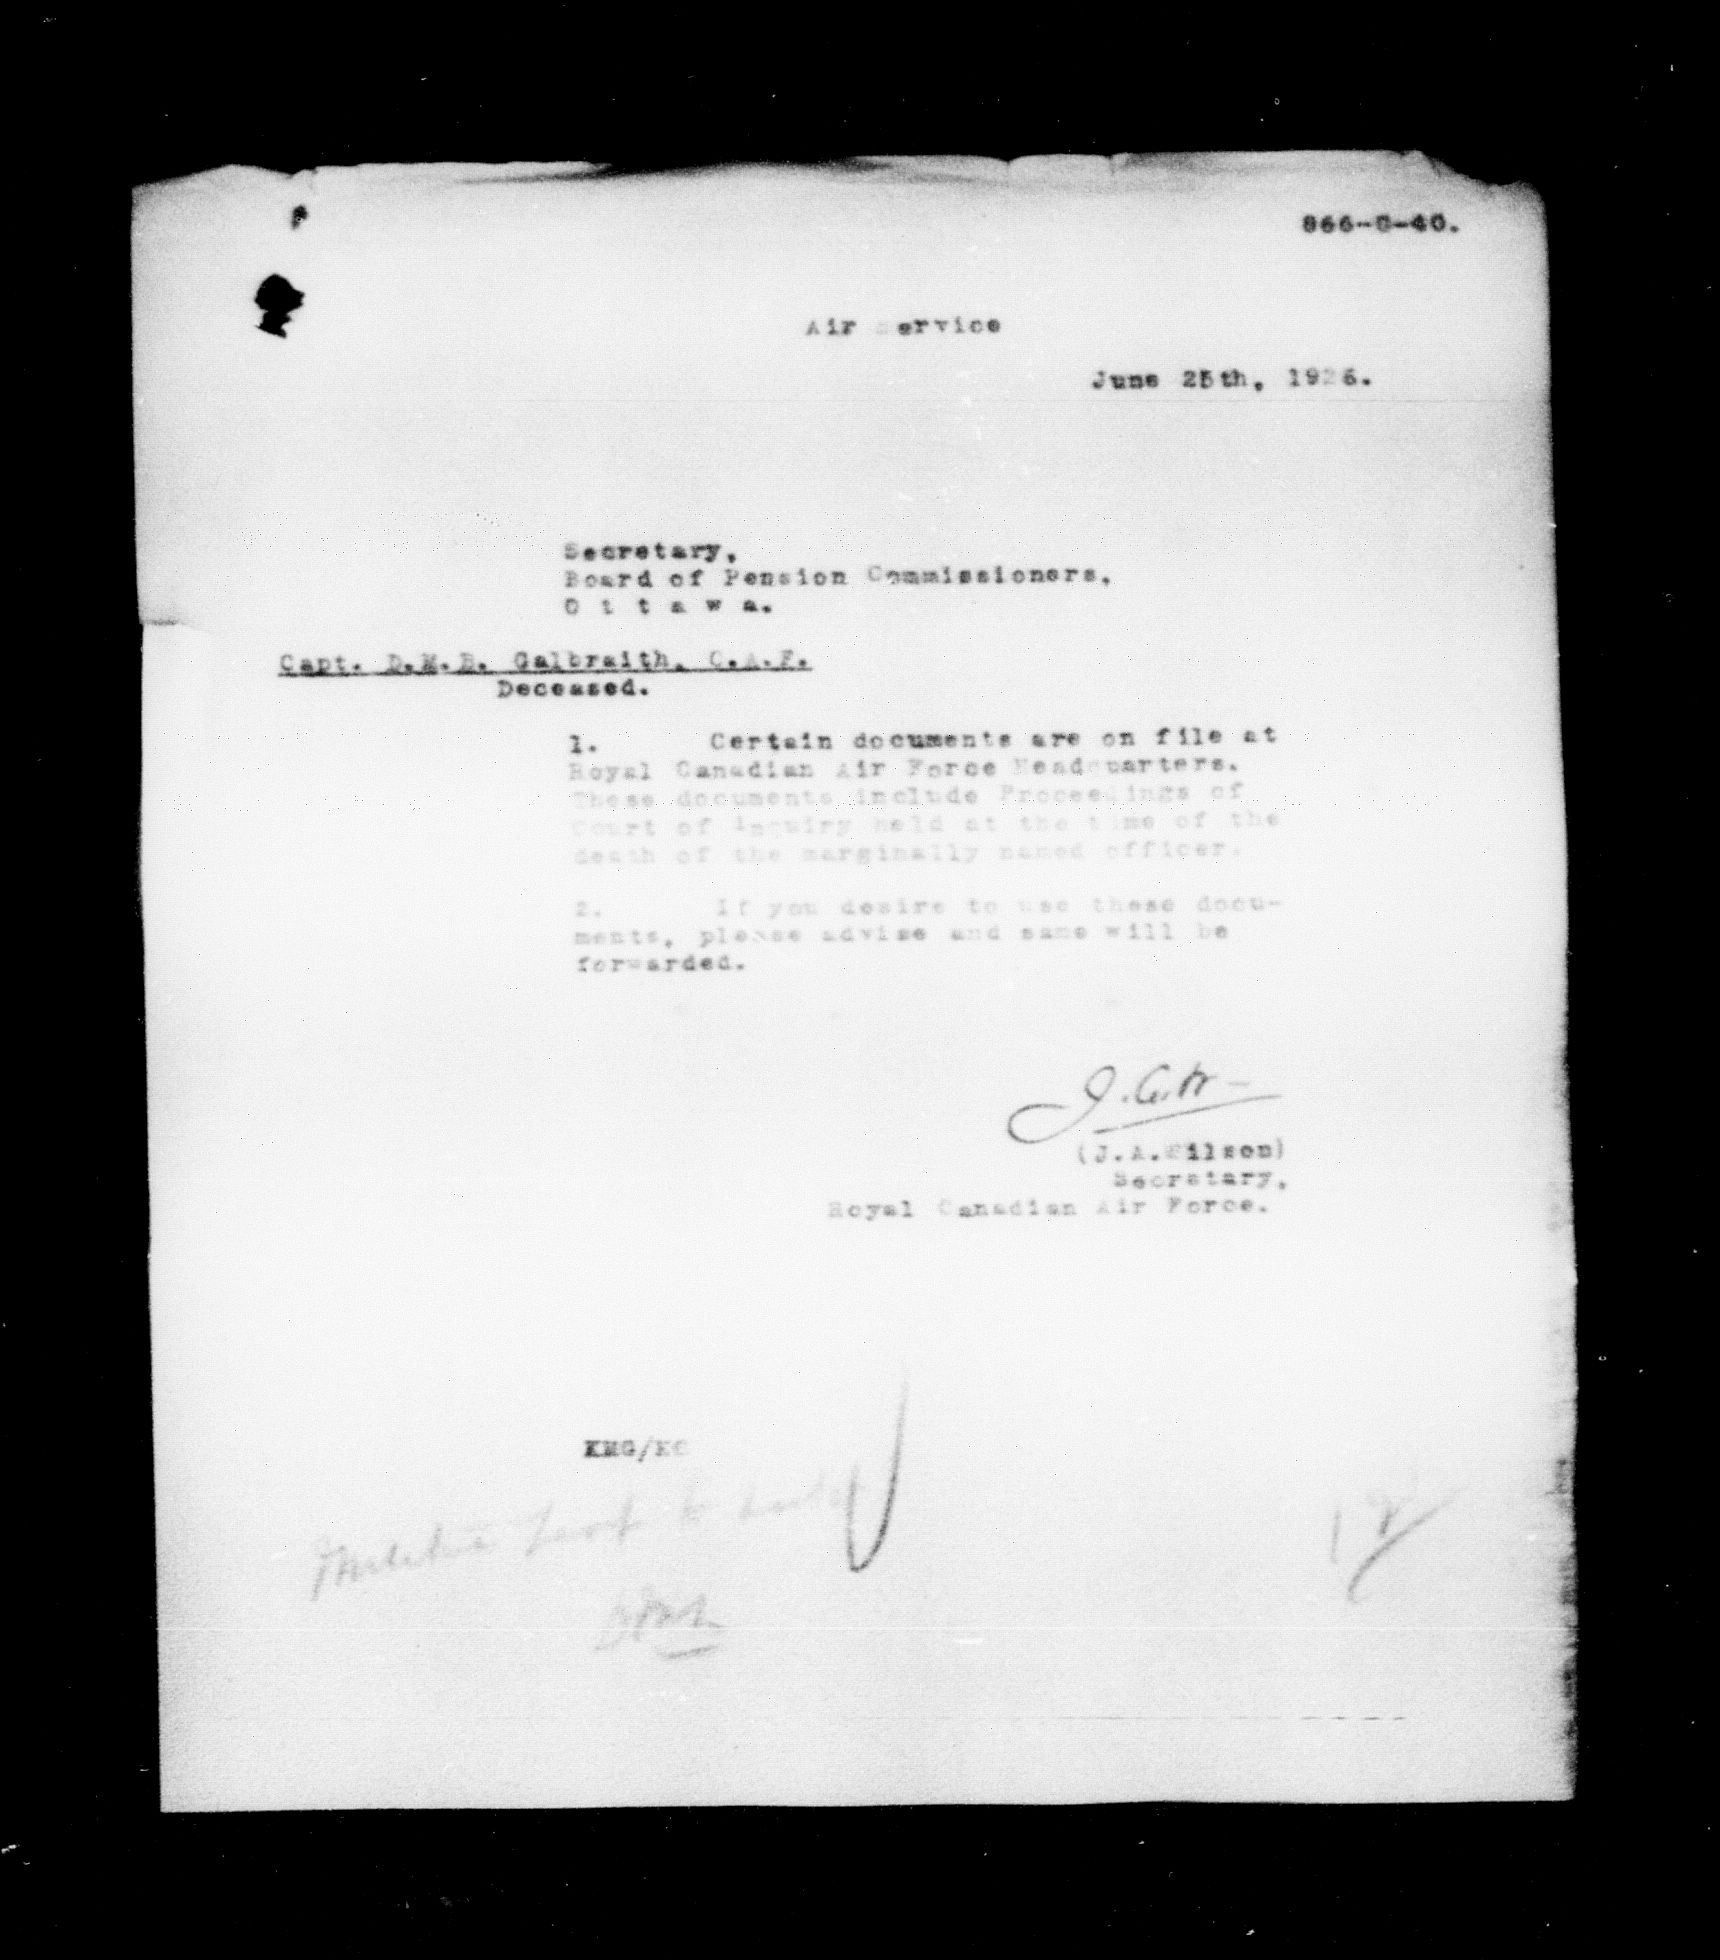 866-G-40.
Air Service
June 25th, 1926.
Secretary,
Board of Pension Commissioners,
O t t a w a.
Capt. D.M.B. Galbraith, C.A.F.
Deceased.
1. Certain documents are on file at
Royal Canadian Air Force Headquarters.
These documents include Proceedings of
Court of Inquiry held at the time of the
death of the marginally named officer.
2. If you desire to use these docu-
ments, please advise and same will be
forwarded.
(J.A.Wilson)
Secretary,
Royal Canadian Air Force.
KMG/